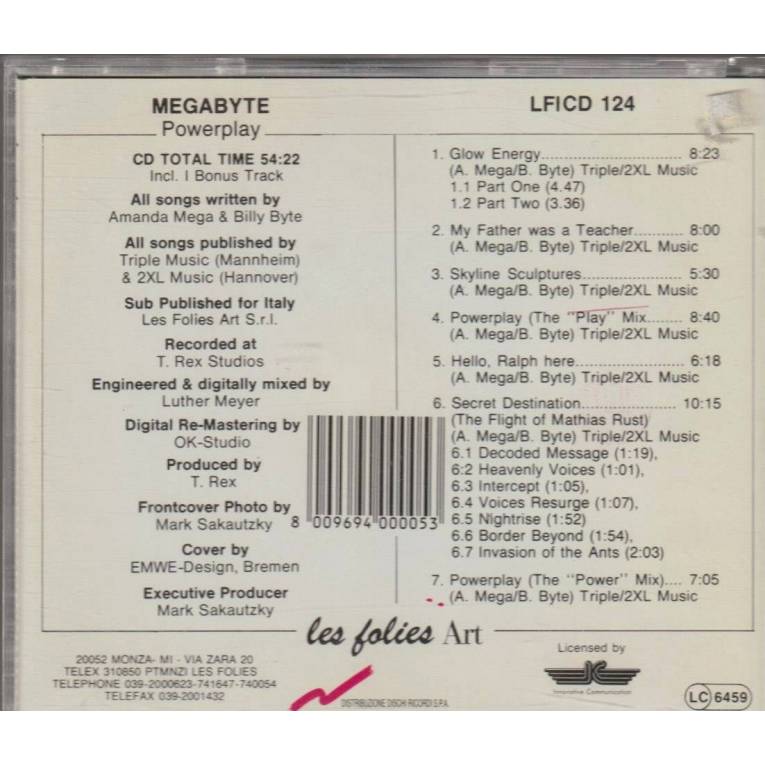 MEGABYTE
Powerplay
CD TOTAL TIME 54:22
Incl. I Bonus Track
All songs written by
Amanda Mega & Billy Byte
All songs published by
Triple Music (Mannheim)
& 2XL Music (Hannover)
Sub Published for Italy
Les Folies Art S.r.l.
Recorded at
T. Rex Studios
Engineered & digitally mixed by
Luther Meyer
Digital Re-Mastering by
OK-Studio
Produced by
T. Rex
Frontcover Photo by
Mark Sakautzky
Cover by
EMWE-Design, Bremen
Executive Producer
Mark Sakautzky
8 009694 000053
LFICD 124
1. Glow Energy........................ 8:23
(A. Mega/B. Byte) Triple/2XL Music
1.1 Part One (4.47)
1.2 Part Two (3.36)
2. My Father was a Teacher........... 8:00
(A. Mega/B. Byte) Triple/2XL Music
3. Skyline Sculptures...................... 5:30
(A. Mega/B. Byte) Triple/2XL Music
4. Powerplay (The "Play" Mix........ 8:40
(A. Mega/B. Byte) Triple/2XL Music
5. Hello, Ralph here........................ 6:18
(A. Mega/B. Byte) Triple/2XL Music
6. Secret Destination..................... 10:15
(The Flight of Mathias Rust)
(A. Mega/B. Byte) Triple/2XL Music
6.1 Decoded Message (1:19),
6:2 Heavenly Voices (1:01),
6.3 Intercept (1:05),
6.4 Voices Resurge (1:07),
6.5 Nightrise (1:52)
6.6 Border Beyond (1:54),
6.7 Invasion of the Ants (2:03)
7. Powerplay (The "Power" Mix).... 7:05
(A. Mega/B. Byte) Triple/2XL Music
les folies Art
20052 MONZA- MI - VIA ZARA 20
TELEX 310850 PTMNZI LES FOLIES
TELEPHONE 039-2000623-741647-740054
TELEFAX 039-2001432
DISTRIBUZIONE DISCHI RICORDI S.P.A.
Licensed by
IC
Innovative Communication
LC 6459